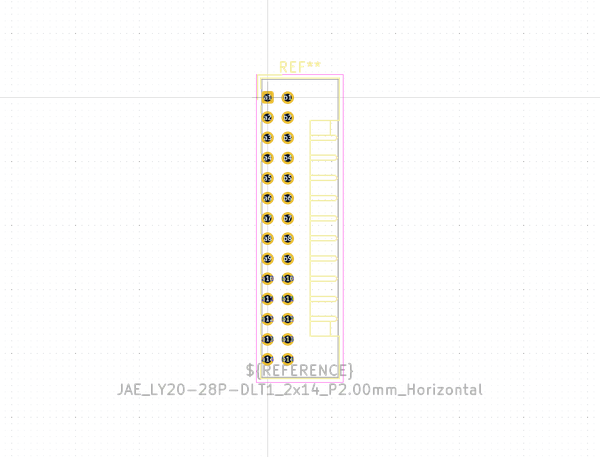 REF**
a1 b1
a2 b2
a3 b3
a4 b4
a5 b5
a6 b6
a7 b7
a8 b8
a9 b9
a10 b10
a11 b11
a12 b12
a13 b13
a14 b14
${REFERENCE}
JAE_LY20-28P-DLT1_2x14_P2.00mm_Horizontal